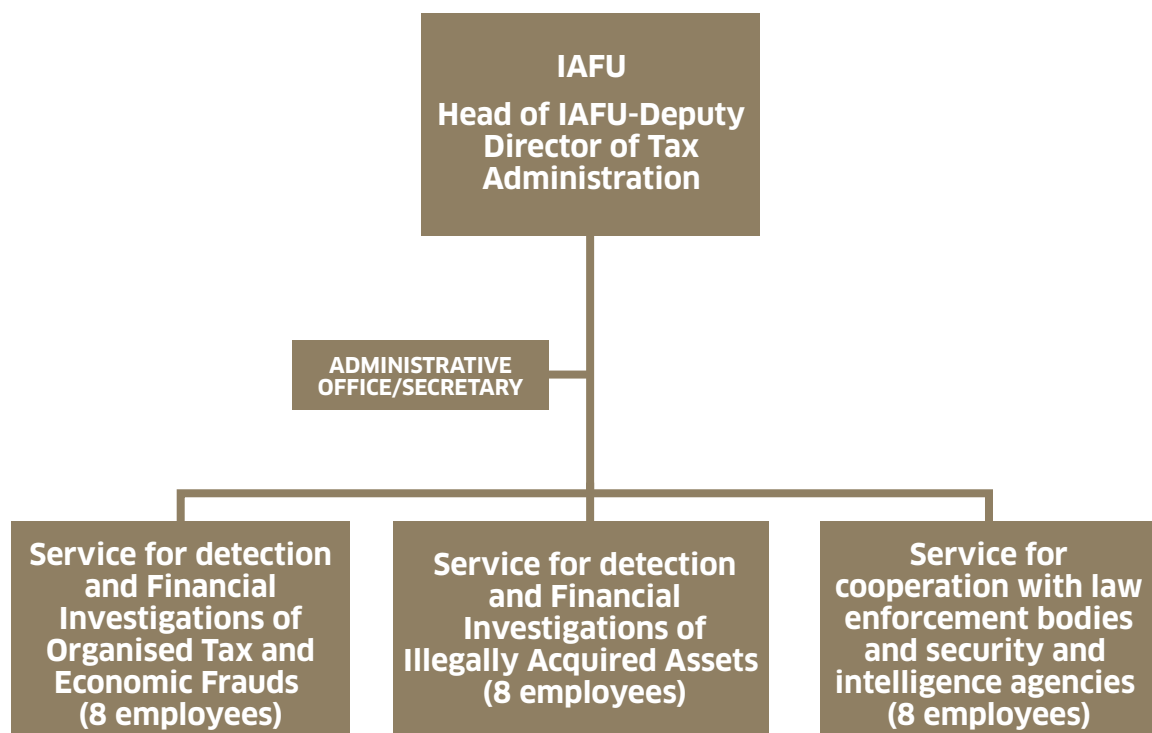 IAFU
Head of IAFU-Deputy
Director of Tax
Administration
ADMINISTRATIVE
OFFICE/SECRETARY
Service for detection
and Financial
Investigations of
Organised Tax and
Economic Frauds
(8 employees)
Service for detection
and Financial
Investigations of
Illegally Acquired Assets
(8 employees)
Service for
cooperation with law
enforcement bodies
and security and
intelligence agencies
(8 employees)